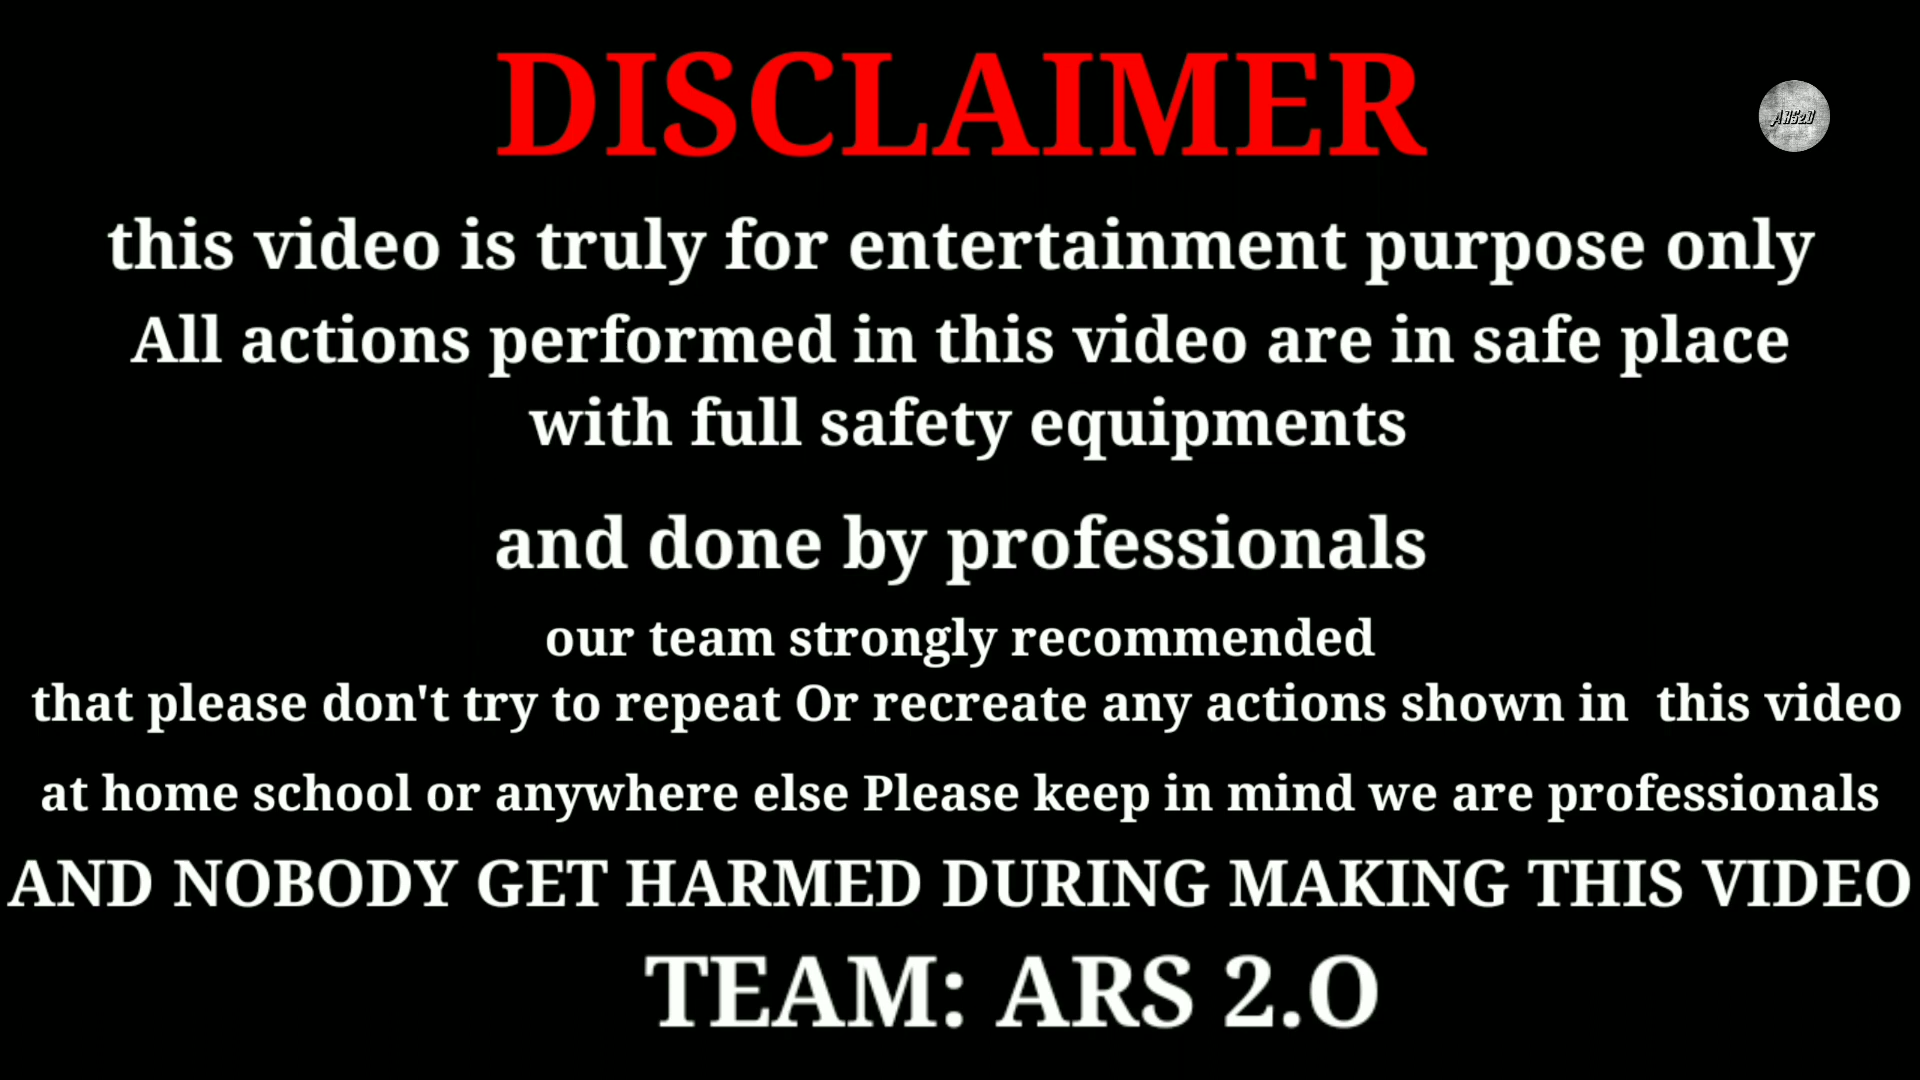 DISCLAIMER
ARS2O
this video is truly for entertainment purpose only
All actions performed in this video are in safe place
with full safety equipments
and done by professionals
our team strongly recommended
that please don't try to repeat Or recreate any actions shown in  this video
at home school or anywhere else Please keep in mind we are professionals
AND NOBODY GET HARMED DURING MAKING THIS VIDEO
TEAM: ARS 2.O